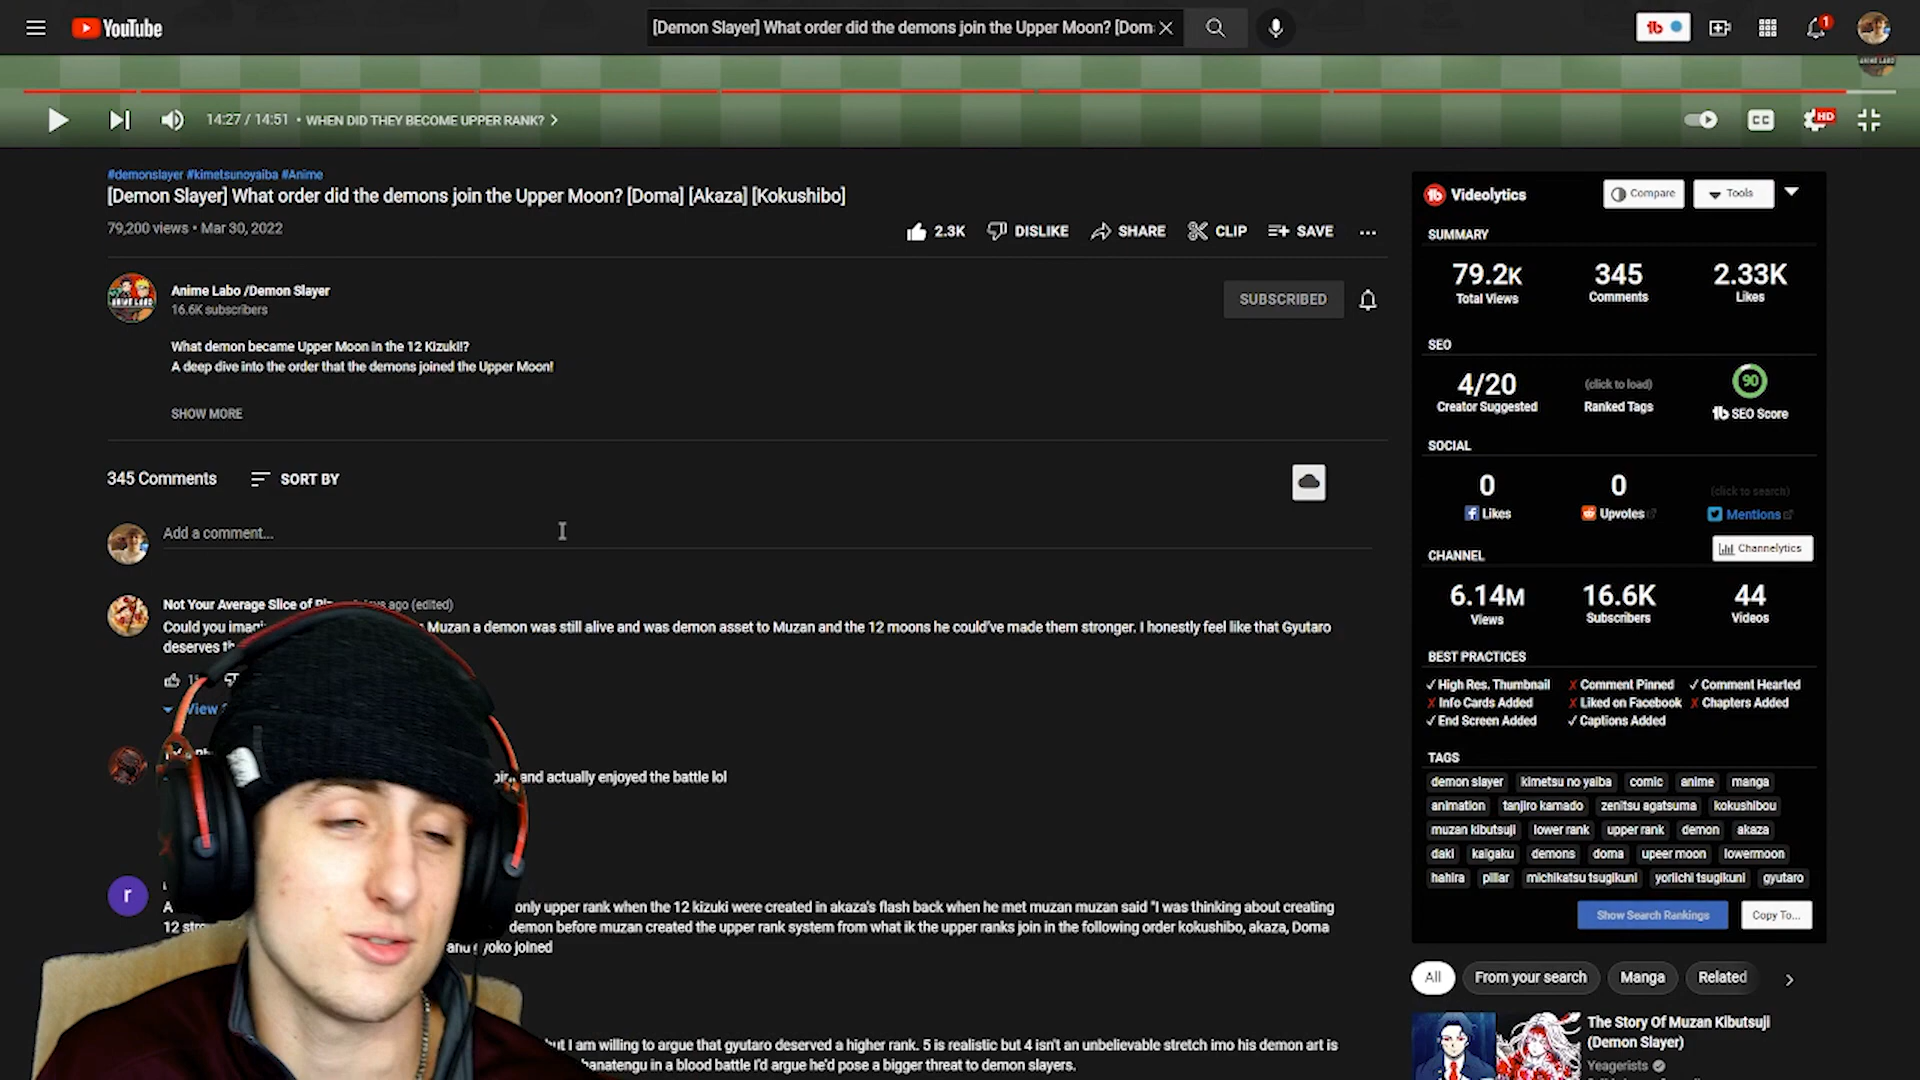 YouTube
[Demon Slayer] What order did the demons join the Upper Moon? [Dom
1
ANIME LABO
14:27 / 14:51 • WHEN DID THEY BECOME UPPER RANK?
CC
HD
#demonslayer #kimetsunoyaiba #Anime
[Demon Slayer] What order did the demons join the Upper Moon? [Doma] [Akaza] [Kokushibo]
79,200 views • Mar 30, 2022
2.3K DISLIKE SHARE CLIP SAVE ...
Anime Labo /Demon Slayer
16.6K subscribers
SUBSCRIBED
What demon became Upper Moon in the 12 Kizuki!?
A deep dive into the order that the demons joined the Upper Moon!
SHOW MORE
345 Comments SORT BY
Add a comment...
Not Your Average Slice of ago (edited)
Could you Muzan a demon was still alive and was demon asset to Muzan and the 12 moons he could've made them stronger. I honestly feel like that Gyutaro
deserves
View
and actually enjoyed the battle lol
r
only upper rank when the 12 kizuki were created in akaza's flash back when he met muzan muzan said "I was thinking about creating
12 demon before muzan created the upper rank system from what ik the upper ranks join in the following order kokushibo, akaza, Doma
and joined
I am willing to argue that gyutaro deserved a higher rank. 5 is realistic but 4 isn't an unbelievable stretch imo his demon art is
in a blood battle I'd argue he'd pose a bigger threat to demon slayers.
Videolytics Compare Tools
SUMMARY
79.2K 345 2.33K
Total Views Comments Likes
SEO
4/20 (click to load) 90
Creator Suggested Ranked Tags tb SEO Score
SOCIAL
0 0 (click to search)
Likes Upvotes Mentions
CHANNEL Channelytics
6.14M 16.6K 44
Views Subscribers Videos
BEST PRACTICES
✓ High Res. Thumbnail ✗ Comment Pinned ✓ Comment Hearted
✗ Info Cards Added ✗ Liked on Facebook ✗ Chapters Added
✓ End Screen Added ✓ Captions Added
TAGS
demon slayer kimetsu no yaiba comic anime manga
animation tanjiro kamado zenitsu agatsuma kokushibou
muzan kibutsuji lower rank upper rank demon akaza
daki kaigaku demons doma upeer moon lowermoon
hahira pillar michikatsu tsugikuni yoriichi tsugikuni gyutaro
Show Search Rankings Copy To...
All From your search Manga Related
The Story Of Muzan Kibutsuji
(Demon Slayer)
Yeagerists